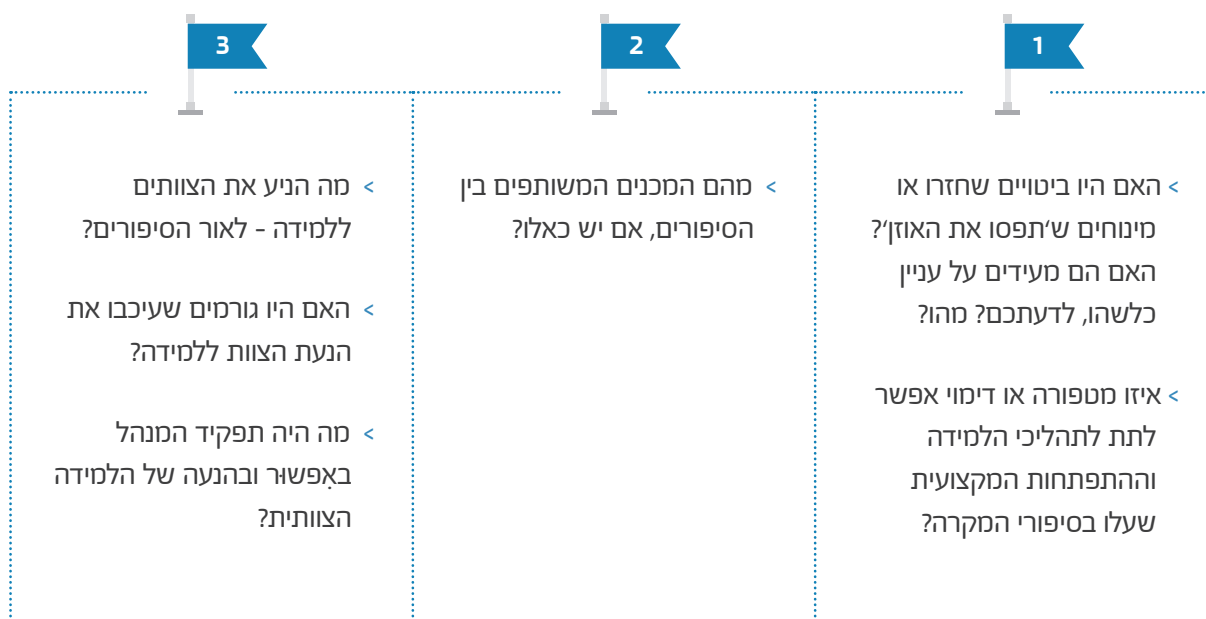 1
האם היו ביטויים שחזרו או
מינוחים ש'תפסו את האוזן'?
האם הם מעידים על עניין
כלשהו, לדעתכם? מהו?
איזו מטפורה או דימוי אפשר
לתת לתהליכי הלמידה
וההתפתחות המקצועית
שעלו בסיפורי המקרה?
2
מהם המכנים המשותפים בין
הסיפורים, אם יש כאלו?
3
מה הניע את הצוותים
ללמידה - לאור הסיפורים?
האם היו גורמים שעיכבו את
הנעת הצוות ללמידה?
מה היה תפקיד המנהל
באִפשוּר ובהנעה של הלמידה
הצוותית?